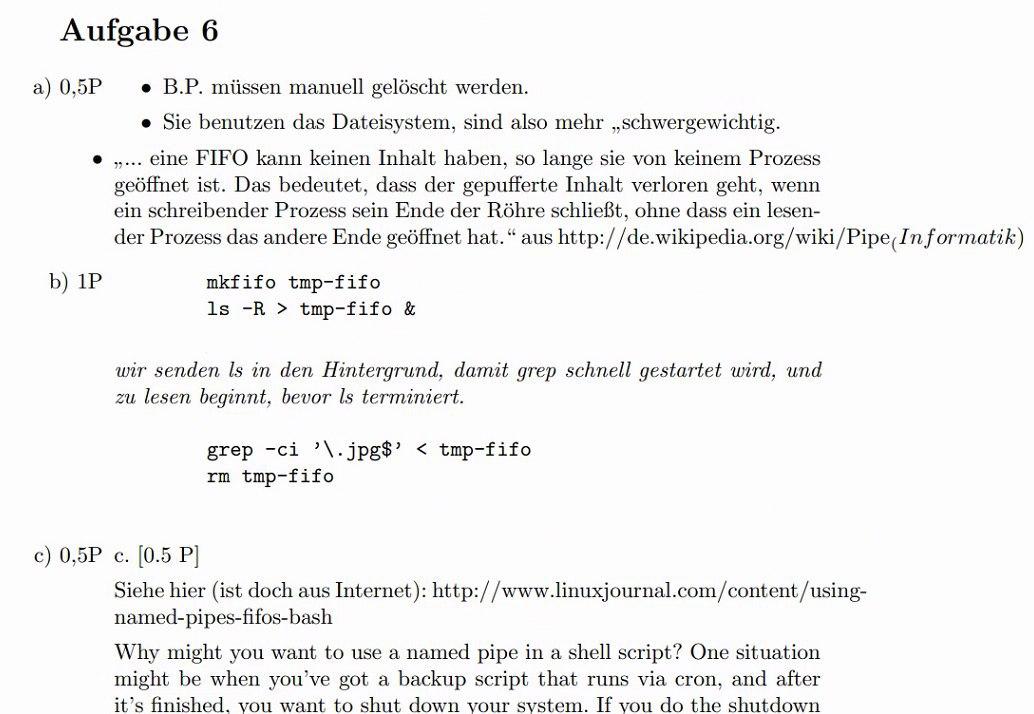 Aufgabe 6
a) 0,5P • B.P. müssen manuell gelöscht werden.
• Sie benutzen das Dateisystem, sind also mehr „schwergewichtig.
• „... eine FIFO kann keinen Inhalt haben, so lange sie von keinem Prozess
geöffnet ist. Das bedeutet, dass der gepufferte Inhalt verloren geht, wenn
ein schreibender Prozess sein Ende der Röhre schließt, ohne dass ein lesen-
der Prozess das andere Ende geöffnet hat.“ aus http://de.wikipedia.org/wiki/Pipe(Informatik)
b) 1P mkfifo tmp-fifo
ls -R > tmp-fifo &
wir senden ls in den Hintergrund, damit grep schnell gestartet wird, und
zu lesen beginnt, bevor ls terminiert.
grep -ci ’\.jpg$’ < tmp-fifo
rm tmp-fifo
c) 0,5P c. [0.5 P]
Siehe hier (ist doch aus Internet): http://www.linuxjournal.com/content/using-
named-pipes-fifos-bash
Why might you want to use a named pipe in a shell script? One situation
might be when you've got a backup script that runs via cron, and after
it's finished, you want to shut down your system. If you do the shutdown